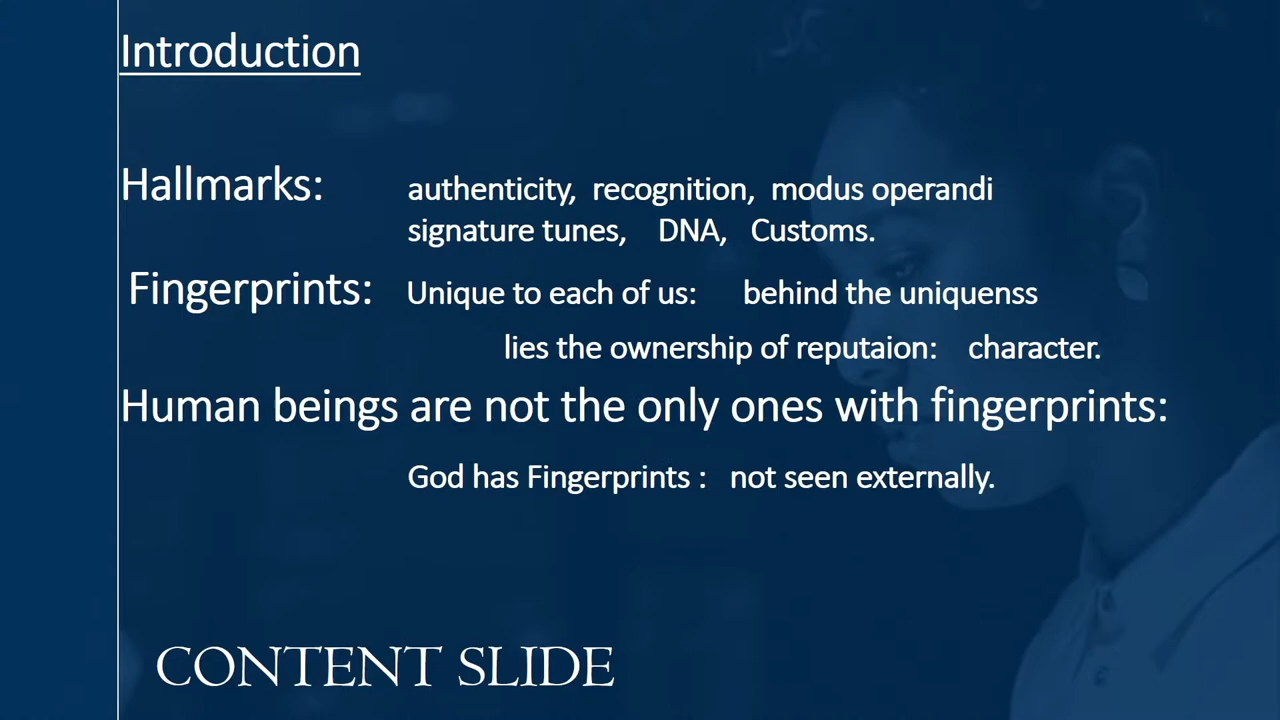 Introduction
Hallmarks: authenticity, recognition, modus operandi
signature tunes, DNA, Customs.
Fingerprints: Unique to each of us: behind the uniquenss
lies the ownership of reputaion: character.
Human beings are not the only ones with fingerprints:
God has Fingerprints : not seen externally.
CONTENT SLIDE